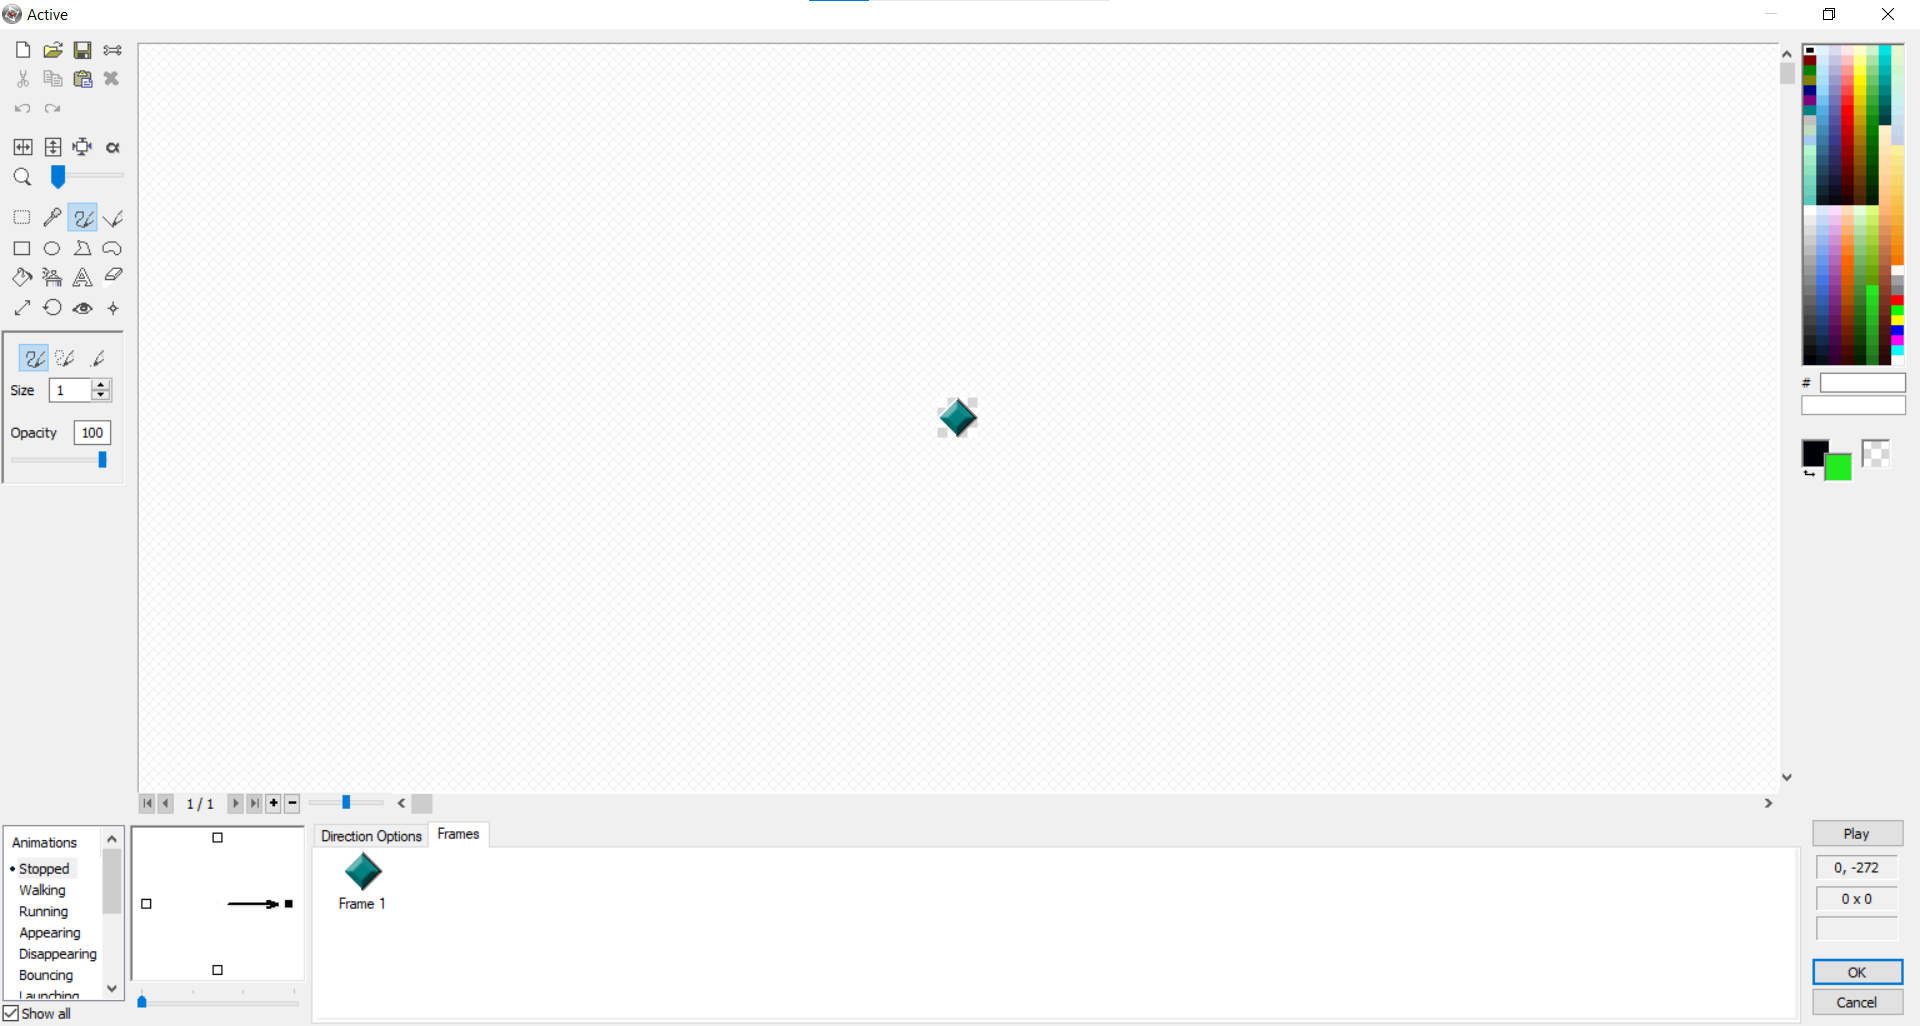 Active
Size 1
Opacity 100
#
1 / 1
Animations
Stopped
Walking
Running
Appearing
Disappearing
Bouncing
Launching
Show all
Direction Options
Frames
Frame 1
Play
0, -272
0 x 0
OK
Cancel